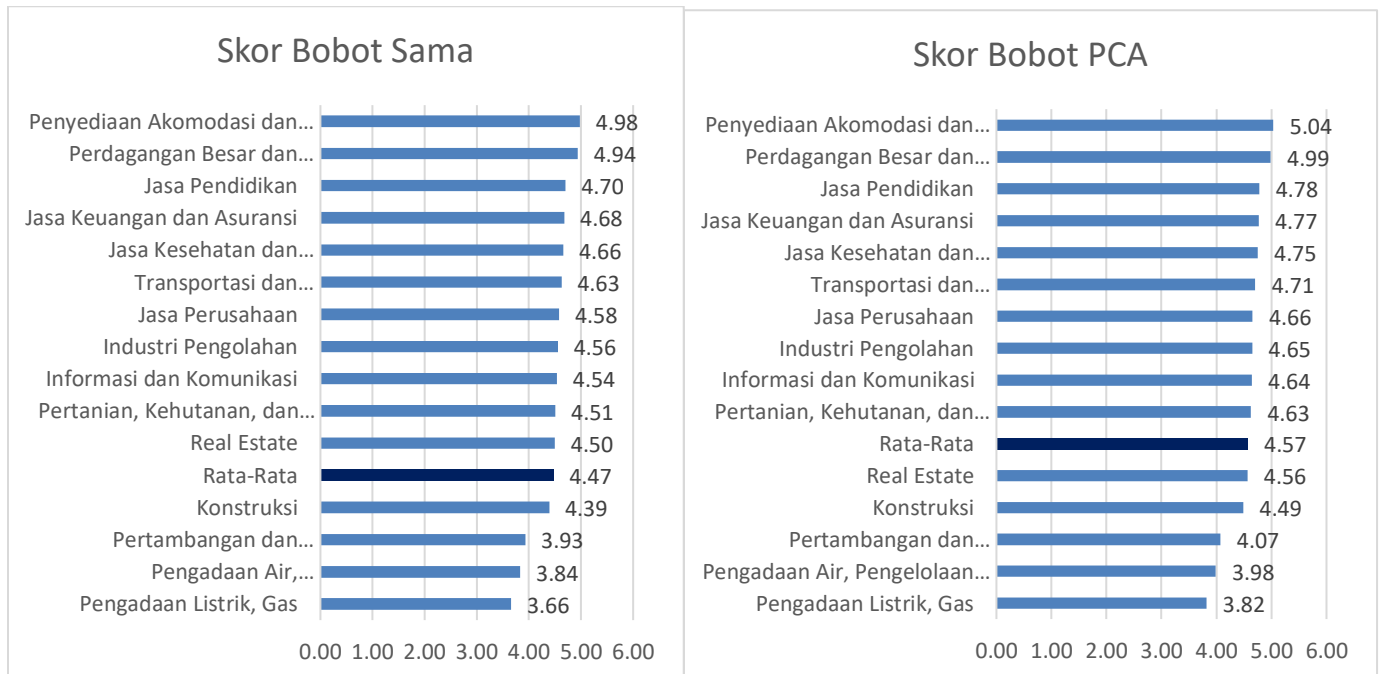 Skor Bobot Sama
Penyediaan Akomodasi dan... 4.98
Perdagangan Besar dan... 4.94
Jasa Pendidikan 4.70
Jasa Keuangan dan Asuransi 4.68
Jasa Kesehatan dan... 4.66
Transportasi dan... 4.63
Jasa Perusahaan 4.58
Industri Pengolahan 4.56
Informasi dan Komunikasi 4.54
Pertanian, Kehutanan, dan... 4.51
Real Estate 4.50
Rata-Rata 4.47
Konstruksi 4.39
Pertambangan dan... 3.93
Pengadaan Air,... 3.84
Pengadaan Listrik, Gas 3.66
0.00 1.00 2.00 3.00 4.00 5.00 6.00
Skor Bobot PCA
Penyediaan Akomodasi dan... 5.04
Perdagangan Besar dan... 4.99
Jasa Pendidikan 4.78
Jasa Keuangan dan Asuransi 4.77
Jasa Kesehatan dan... 4.75
Transportasi dan... 4.71
Jasa Perusahaan 4.66
Industri Pengolahan 4.65
Informasi dan Komunikasi 4.64
Pertanian, Kehutanan, dan... 4.63
Rata-Rata 4.57
Real Estate 4.56
Konstruksi 4.49
Pertambangan dan... 4.07
Pengadaan Air, Pengelolaan... 3.98
Pengadaan Listrik, Gas 3.82
0.00 1.00 2.00 3.00 4.00 5.00 6.00